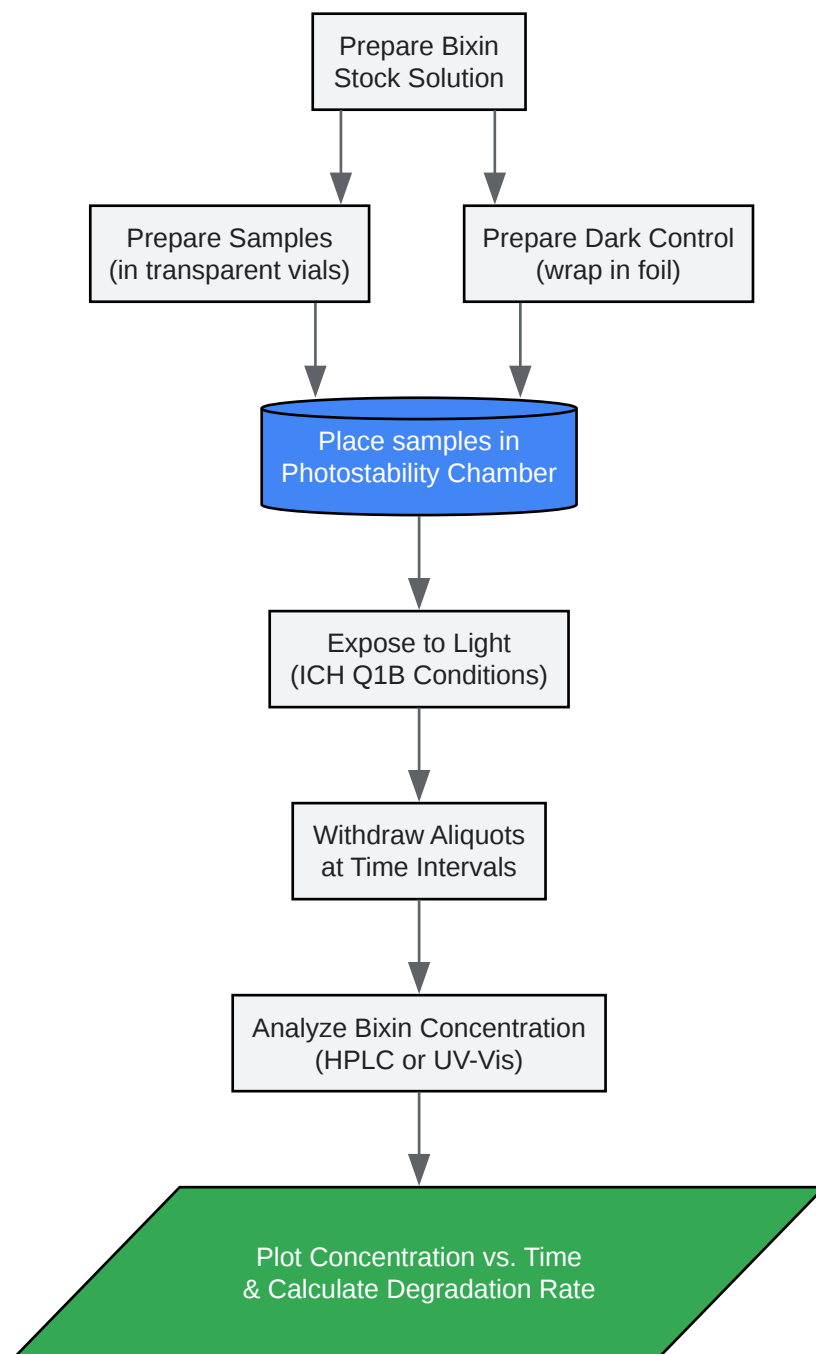 Prepare Bixin
Stock Solution
Prepare Samples
(in transparent vials)
Prepare Dark Control
(wrap in foil)
Place samples in
Photostability Chamber
Expose to Light
(ICH Q1B Conditions)
Withdraw Aliquots
at Time Intervals
Analyze Bixin Concentration
(HPLC or UV-Vis)
Plot Concentration vs. Time
& Calculate Degradation Rate